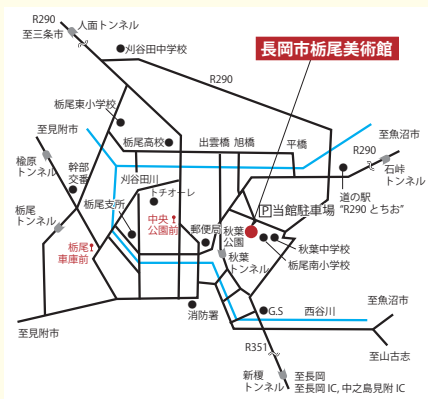 R290
至三条市
人面トンネル
刈谷田中学校
長岡市栃尾美術館
R290
栃尾東小学校
至見附市
栃尾高校
出雲橋
旭橋
平橋
至魚沼市
R290
楡原
トンネル
幹部
交番
刈谷田川
石峠
トンネル
トチオーレ
道の駅
“R290 とちお”
栃尾
トンネル
栃尾支所
中央
公園前
P当館駐車場
郵便局
秋葉
公園
秋葉中学校
栃尾南小学校
栃尾
車庫前
秋葉
トンネル
至魚沼市
消防署
G.S
西谷川
至見附市
R351
至山古志
新榎
トンネル
至長岡
至長岡 IC, 中之島見附 IC